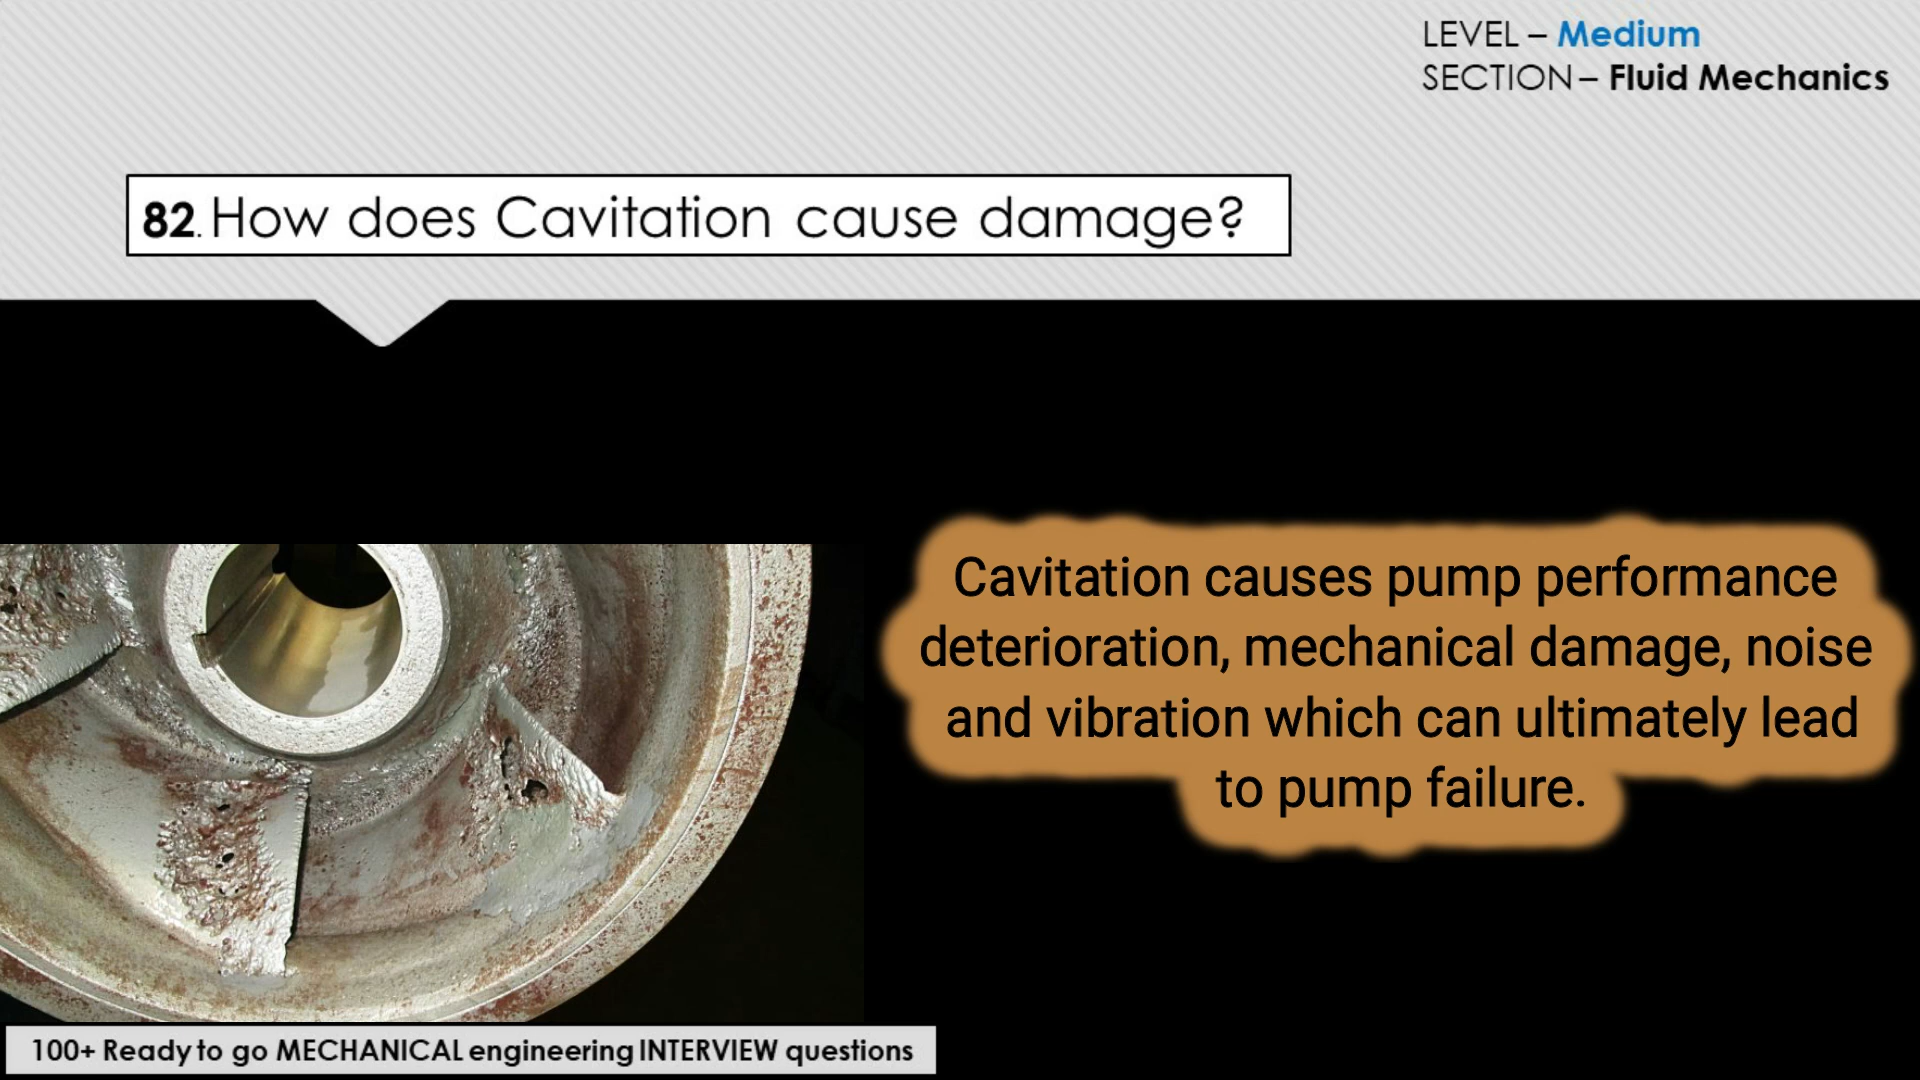 LEVEL – Medium
SECTION – Fluid Mechanics
82. How does Cavitation cause damage?
Cavitation causes pump performance
deterioration, mechanical damage, noise
and vibration which can ultimately lead
to pump failure.
100+ Ready to go MECHANICAL engineering INTERVIEW questions